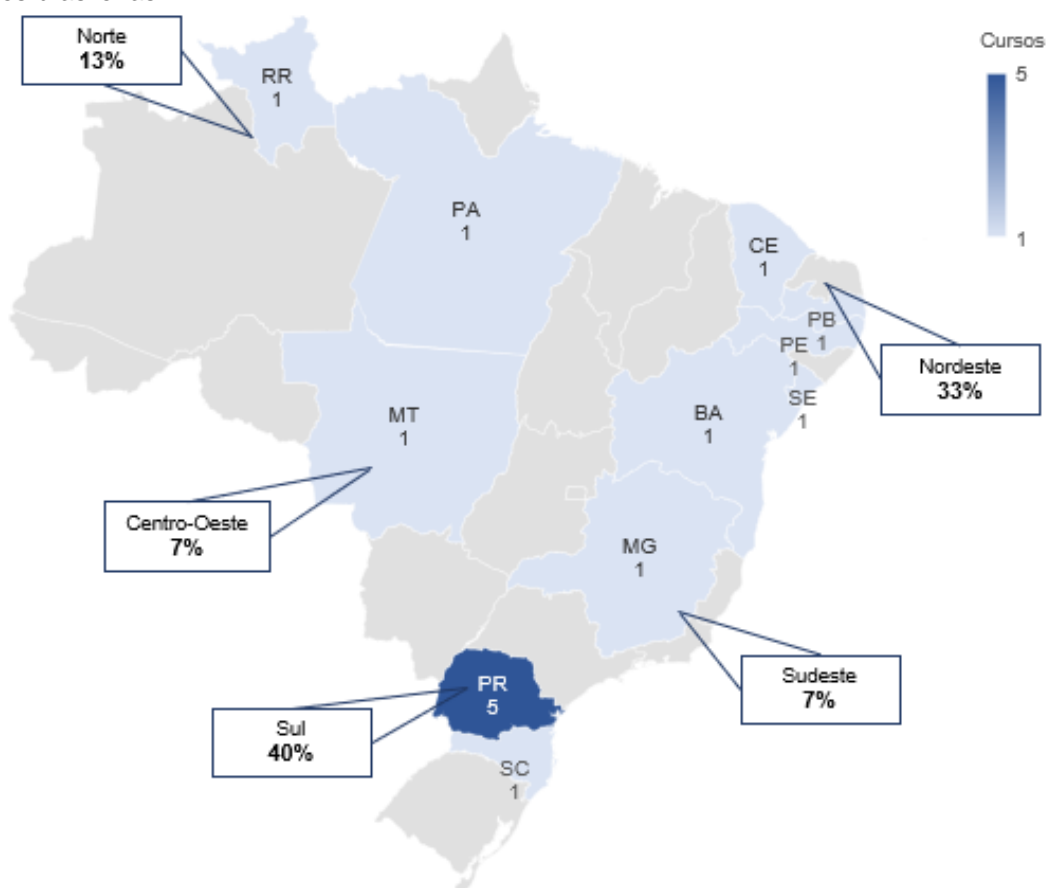 Norte
13%
Cursos
5
1
RR
1
PA
1
CE
1
PB
1
PE
1
SE
1
Nordeste
33%
MT
1
BA
1
Centro-Oeste
7%
MG
1
Sudeste
7%
PR
5
Sul
40%
SC
1